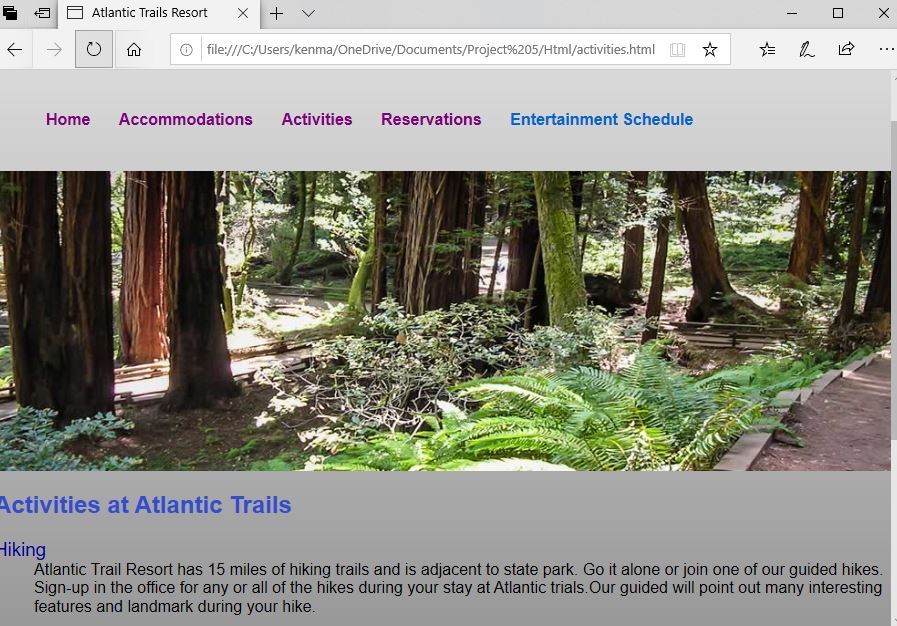 Atlantic Trails Resort
file:///C:/Users/kenma/OneDrive/Documents/Project%205/Html/activities.html
Home Accommodations Activities Reservations Entertainment Schedule
Activities at Atlantic Trails
Hiking
Atlantic Trail Resort has 15 miles of hiking trails and is adjacent to state park. Go it alone or join one of our guided hikes.
Sign-up in the office for any or all of the hikes during your stay at Atlantic trials.Our guided will point out many interesting
features and landmark during your hike.